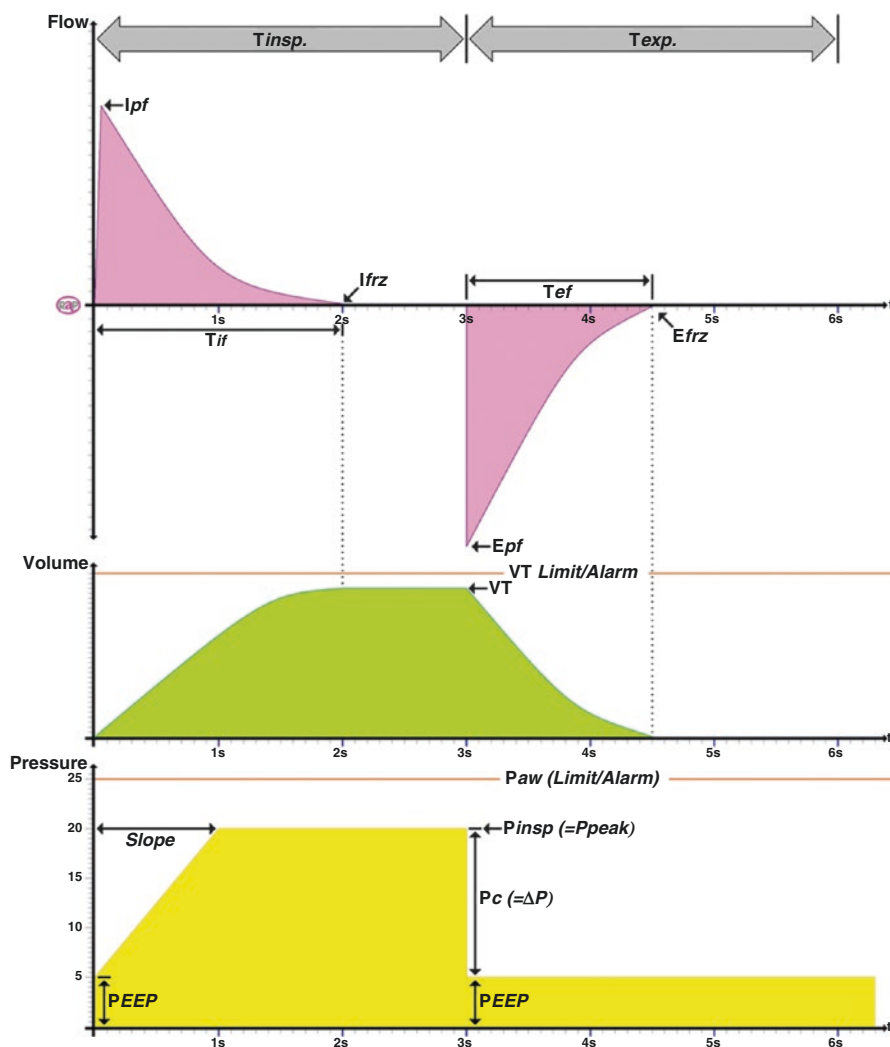 Flow
Tinsp.
Texp.
Ipf
Ifrz
Tef
t
1s 2s 3s 4s 5s 6s
Tif
Efrz
Epf
Volume
VT Limit/Alarm
VT
t
1s 2s 3s 4s 5s 6s
Pressure
25
Paw (Limit/Alarm)
20
Slope
Pinsp (=Ppeak)
15
Pc (=ΔP)
10
5
PEEP
PEEP
t
1s 2s 3s 4s 5s 6s